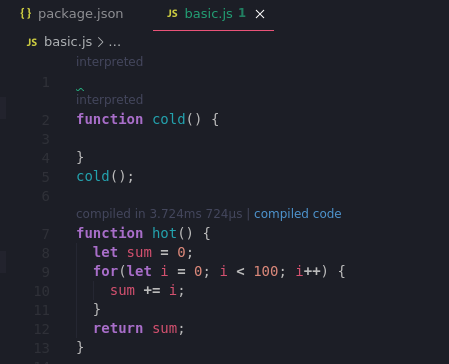 {} package.json JS basic.js 1 ×
JS basic.js > ...
interpreted
1
interpreted
2 function cold() {
3
4 }
5 cold();
6
compiled in 3.724ms 724µs | compiled code
7 function hot() {
8 let sum = 0;
9 for(let i = 0; i < 100; i++) {
10 sum += i;
11 }
12 return sum;
13 }